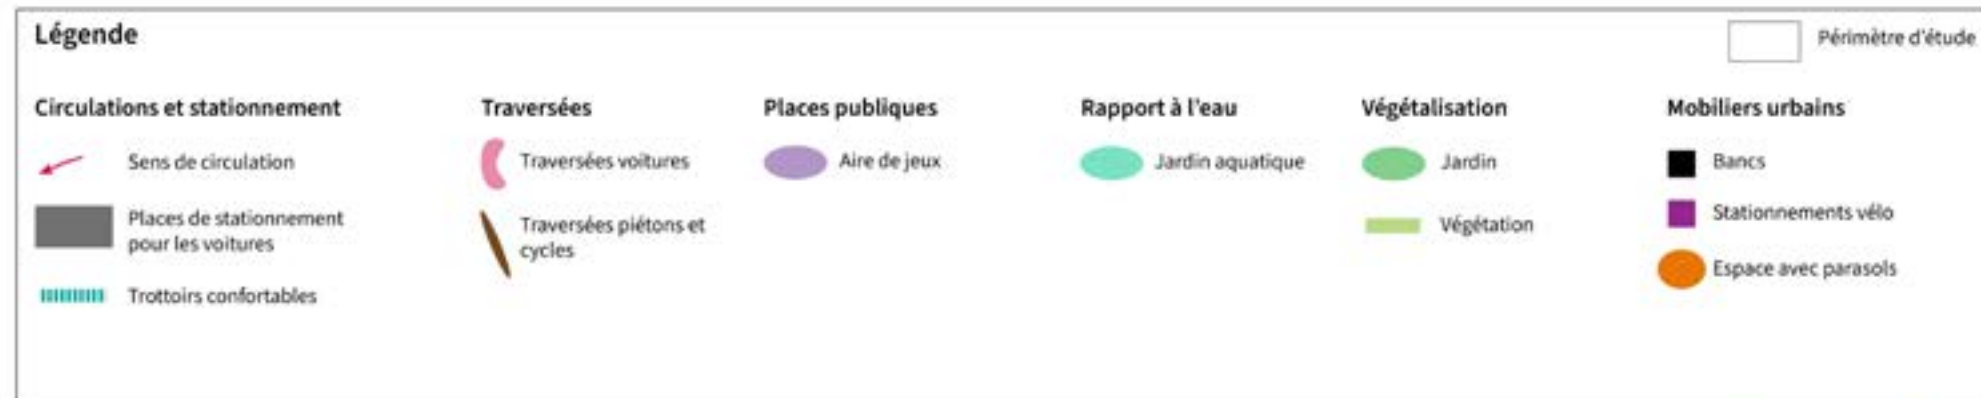 Légende
Périmètre d'étude
Circulations et stationnement
Sens de circulation
Places de stationnement
pour les voitures
Trottoirs confortables
Traversées
Traversées voitures
Traversées piétons et
cycles
Places publiques
Aire de jeux
Rapport à l'eau
Jardin aquatique
Végétalisation
Jardin
Végétation
Mobiliers urbains
Bancs
Stationnements vélo
Espace avec parasols